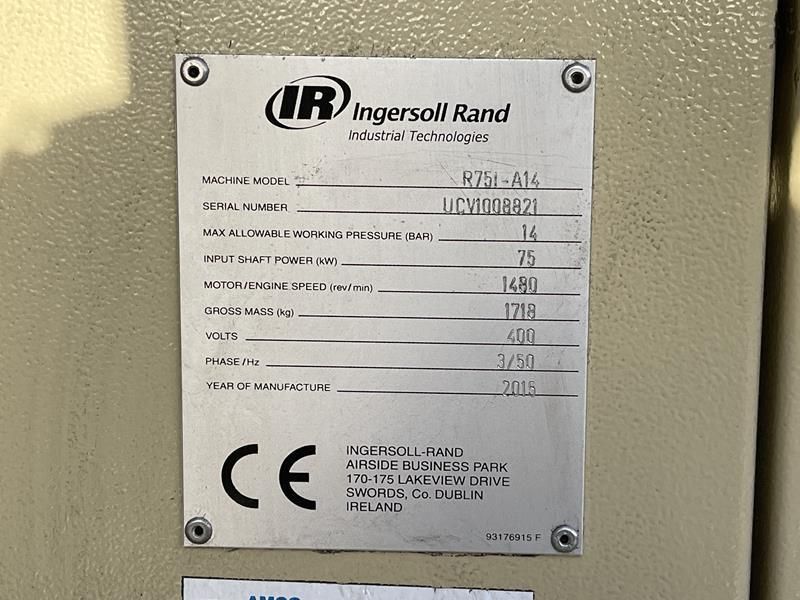 IR Ingersoll Rand
Industrial Technologies
MACHINE MODEL R75I-A14
SERIAL NUMBER UCV1008821
MAX ALLOWABLE WORKING PRESSURE (BAR) 14
INPUT SHAFT POWER (kW) 75
MOTOR/ENGINE SPEED (rev/min) 1480
GROSS MASS (kg) 1718
VOLTS 400
PHASE/Hz 3/50
YEAR OF MANUFACTURE 2015
CE
INGERSOLL-RAND
AIRSIDE BUSINESS PARK
170-175 LAKEVIEW DRIVE
SWORDS, Co. DUBLIN
IRELAND
93176915 F